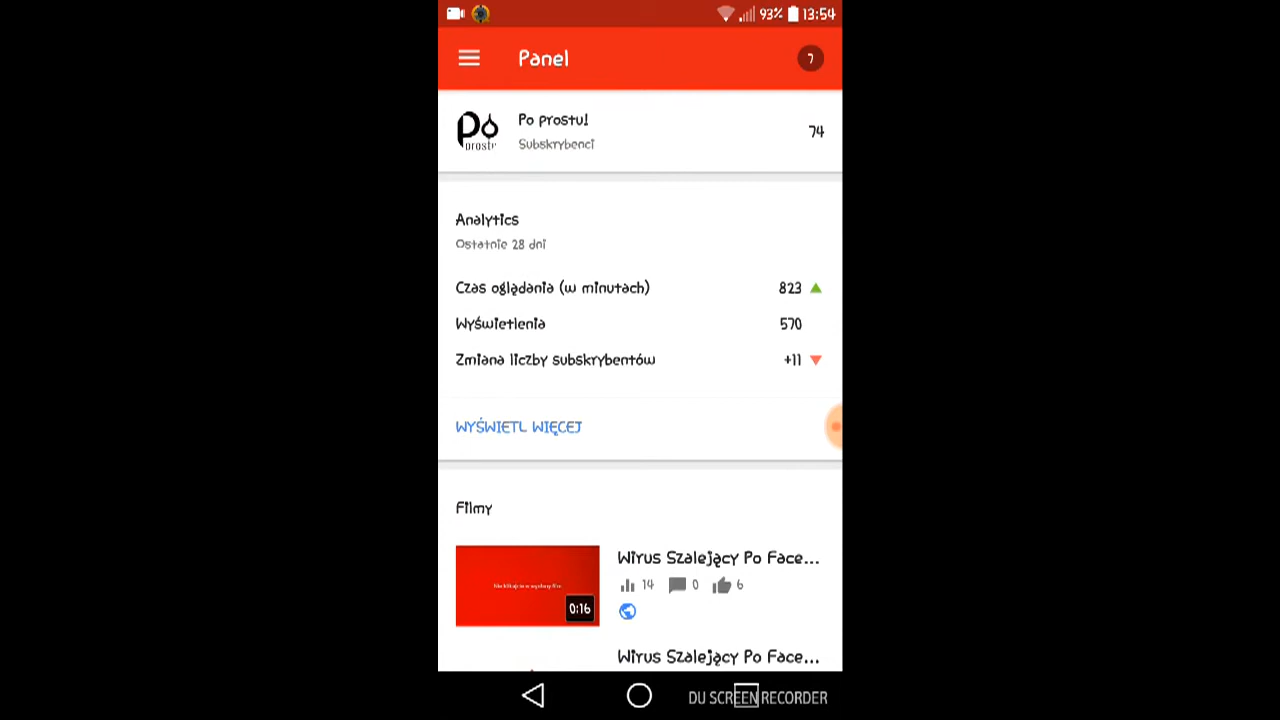 93% 13:54
Panel 7
Po prostu!
Subskrybenci
74
Po
prostu
Analytics
Ostatnie 28 dni
Czas oglądania (w minutach) 823
Wyświetlenia 570
Zmiana liczby subskrybentów +11
WYŚWIETL WIĘCEJ
Filmy
0:16
Wirus Szalejący Po Face...
14 0 6
Wirus Szalejący Po Face...
DU SCREEN RECORDER